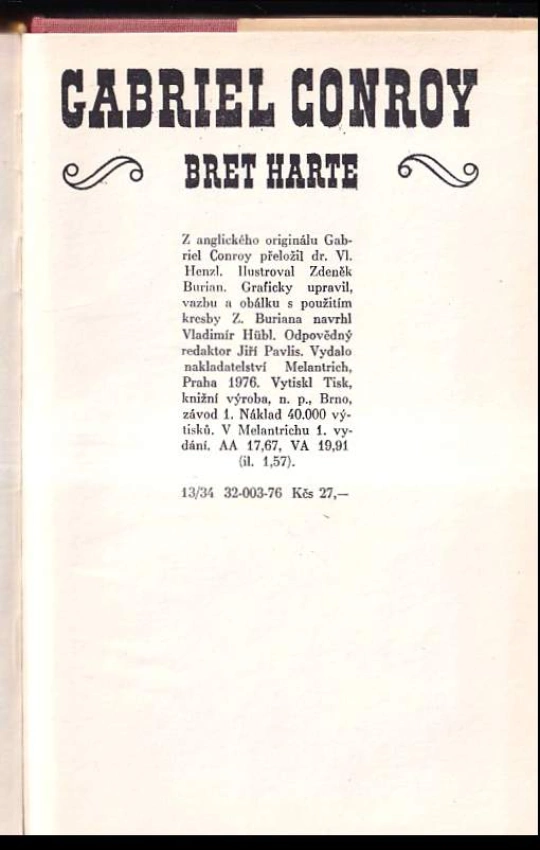 GABRIEL CONROY
BRET HARTE
Z anglického originálu Gab-
riel Conroy přeložil dr. Vl.
Henzl. Ilustroval Zdeněk
Burian. Graficky upravil,
vazbu a obálku s použitím
kresby Z. Buriana navrhl
Vladimír Hübl. Odpovědný
redaktor Jiří Pavlis. Vydalo
nakladatelství Melantrich,
Praha 1976. Vytiskl Tisk,
knižní výroba, n. p., Brno,
závod 1. Náklad 40.000 vý-
tisků. V Melantrichu 1. vy-
dání. AA 17,67, VA 19,91
(il. 1,57).
13/34 32-003-76 Kčs 27,—